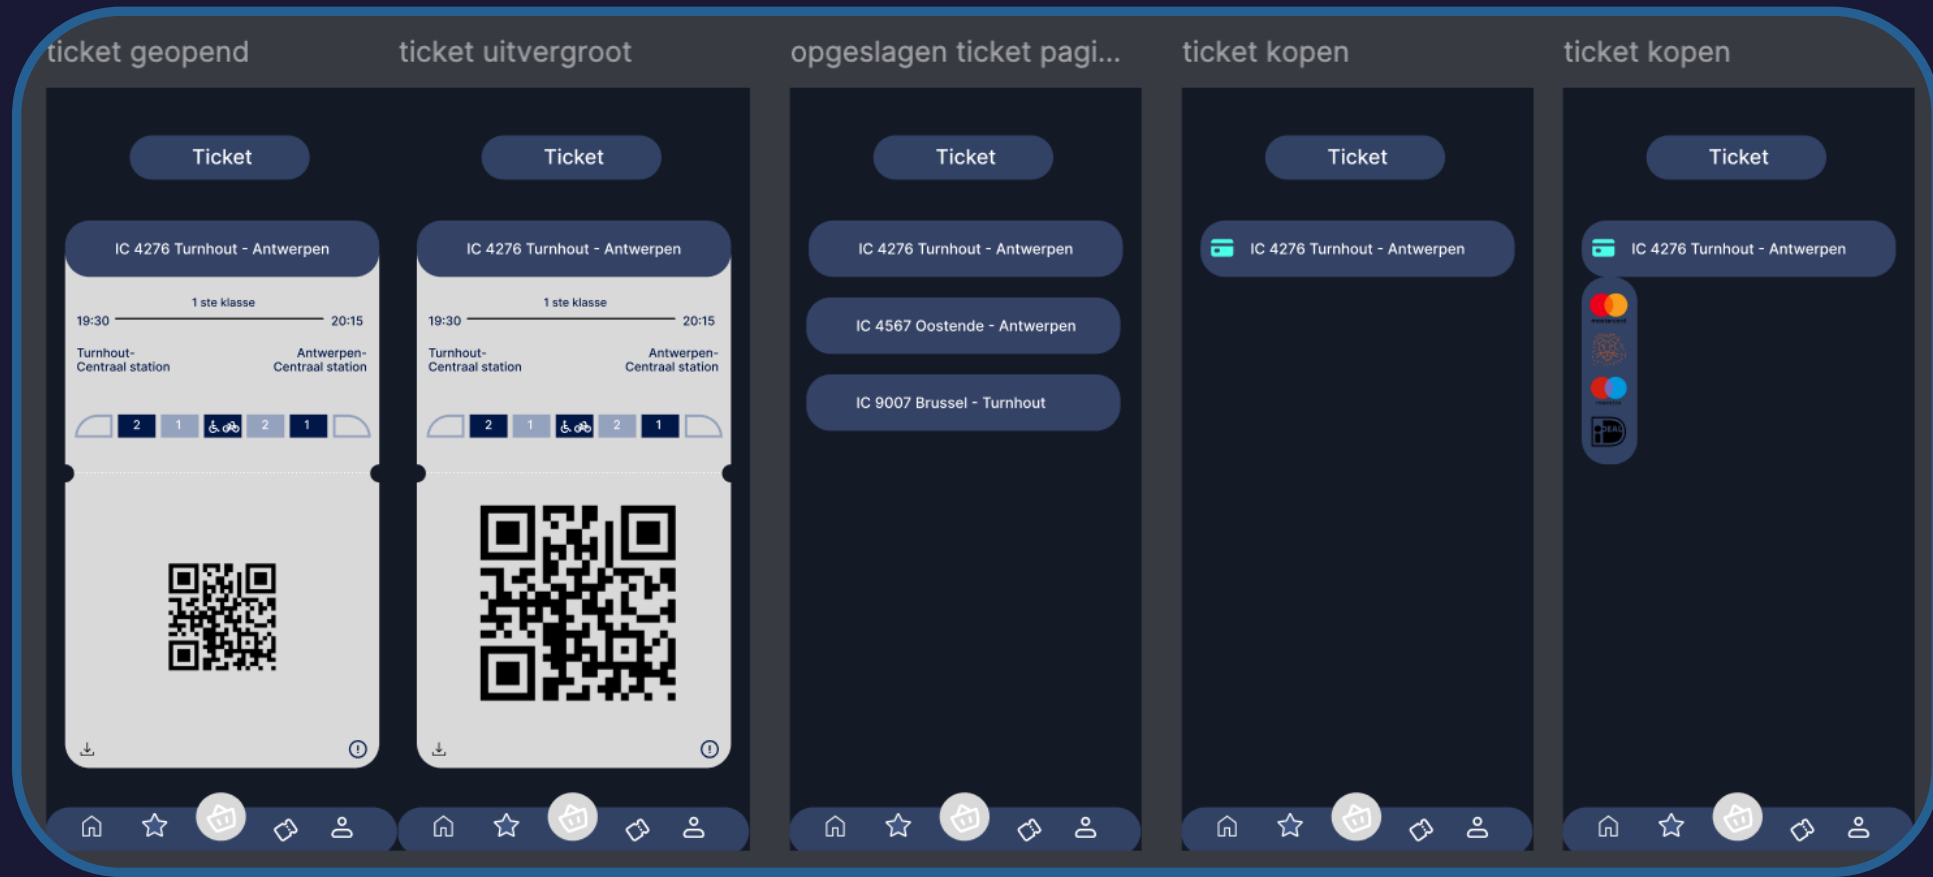 ticket geopend
ticket uitvergroot
opgeslagen ticket pagi...
ticket kopen
ticket kopen
Ticket
IC 4276 Turnhout - Antwerpen
1 ste klasse
19:30
20:15
Turnhout-
Centraal station
Antwerpen-
Centraal station
2
1
2
1
Ticket
IC 4276 Turnhout - Antwerpen
1 ste klasse
19:30
20:15
Turnhout-
Centraal station
Antwerpen-
Centraal station
2
1
2
1
Ticket
IC 4276 Turnhout - Antwerpen
IC 4567 Oostende - Antwerpen
IC 9007 Brussel - Turnhout
Ticket
IC 4276 Turnhout - Antwerpen
Ticket
IC 4276 Turnhout - Antwerpen
mastercard
iDEAL